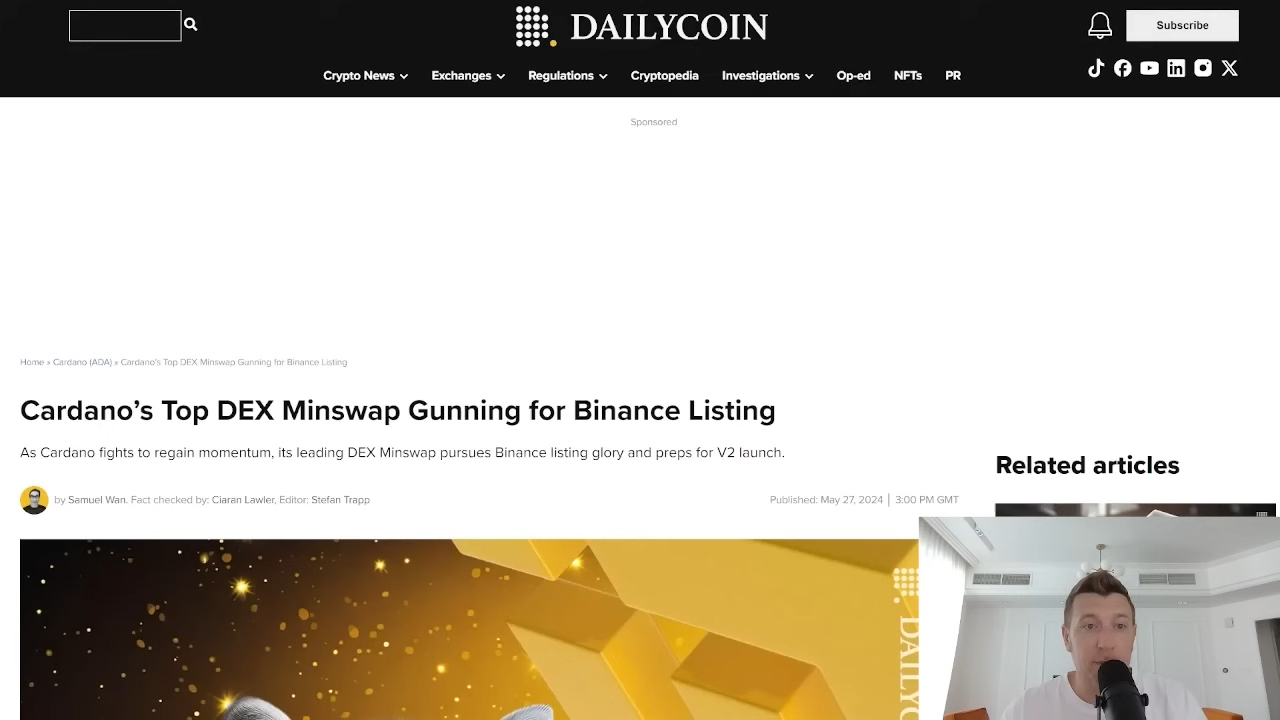 DAILYCOIN
Subscribe
Crypto News
Exchanges
Regulations
Cryptopedia
Investigations
Op-ed
NFTs
PR
Sponsored
Home » Cardano (ADA) » Cardano's Top DEX Minswap Gunning for Binance Listing
Cardano's Top DEX Minswap Gunning for Binance Listing
As Cardano fights to regain momentum, its leading DEX Minswap pursues Binance listing glory and preps for V2 launch.
by Samuel Wan. Fact checked by: Ciaran Lawler, Editor: Stefan Trapp
Published: May 27, 2024 | 3:00 PM GMT
Related articles
DAILYC